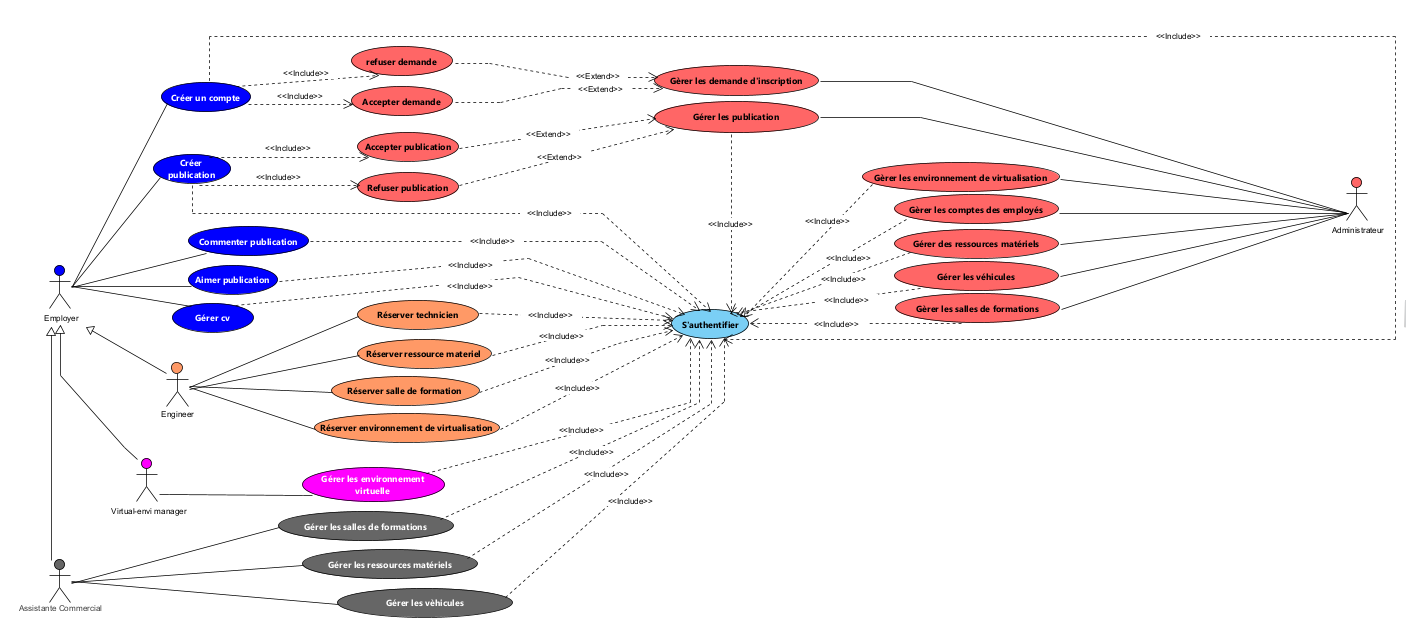 <<Include>>
refuser demande
<<Include>>
<<Extend>>
Gèrer les demande d'inscription
<<Extend>>
Créer un compte
<<Include>>
Accepter demande
Gérer les publication
<<Extend>>
Accepter publication
<<Include>>
<<Extend>>
Créer
publication
<<Include>>
Refuser publication
Gèrer les environnement de virtualisation
Gèrer les comptes des employés
<<Include>>
<<Include>>
<<Include>>
Administrateur
Commenter publication
<<Include>>
Gérer des ressources matériels
<<Include>>
Aimer publication
<<Include>>
<<Include>>
Gérer les véhicules
<<Include>>
<<Include>>
Gérer les salles de formations
Employer
Gérer cv
Réserver technicien
<<Include>>
S'authentifier
<<Include>>
<<Include>>
Réserver ressource materiel
<<Include>>
Réserver salle de formation
<<Include>>
Engineer
Réserver environnement de virtualisation
<<Include>>
<<Include>>
Gérer les environnement
virtuelle
<<Include>>
Virtual-envi manager
<<Include>>
Gérer les salles de formations
Gérer les ressources matériels
Gérer les vèhicules
Assistante Commercial